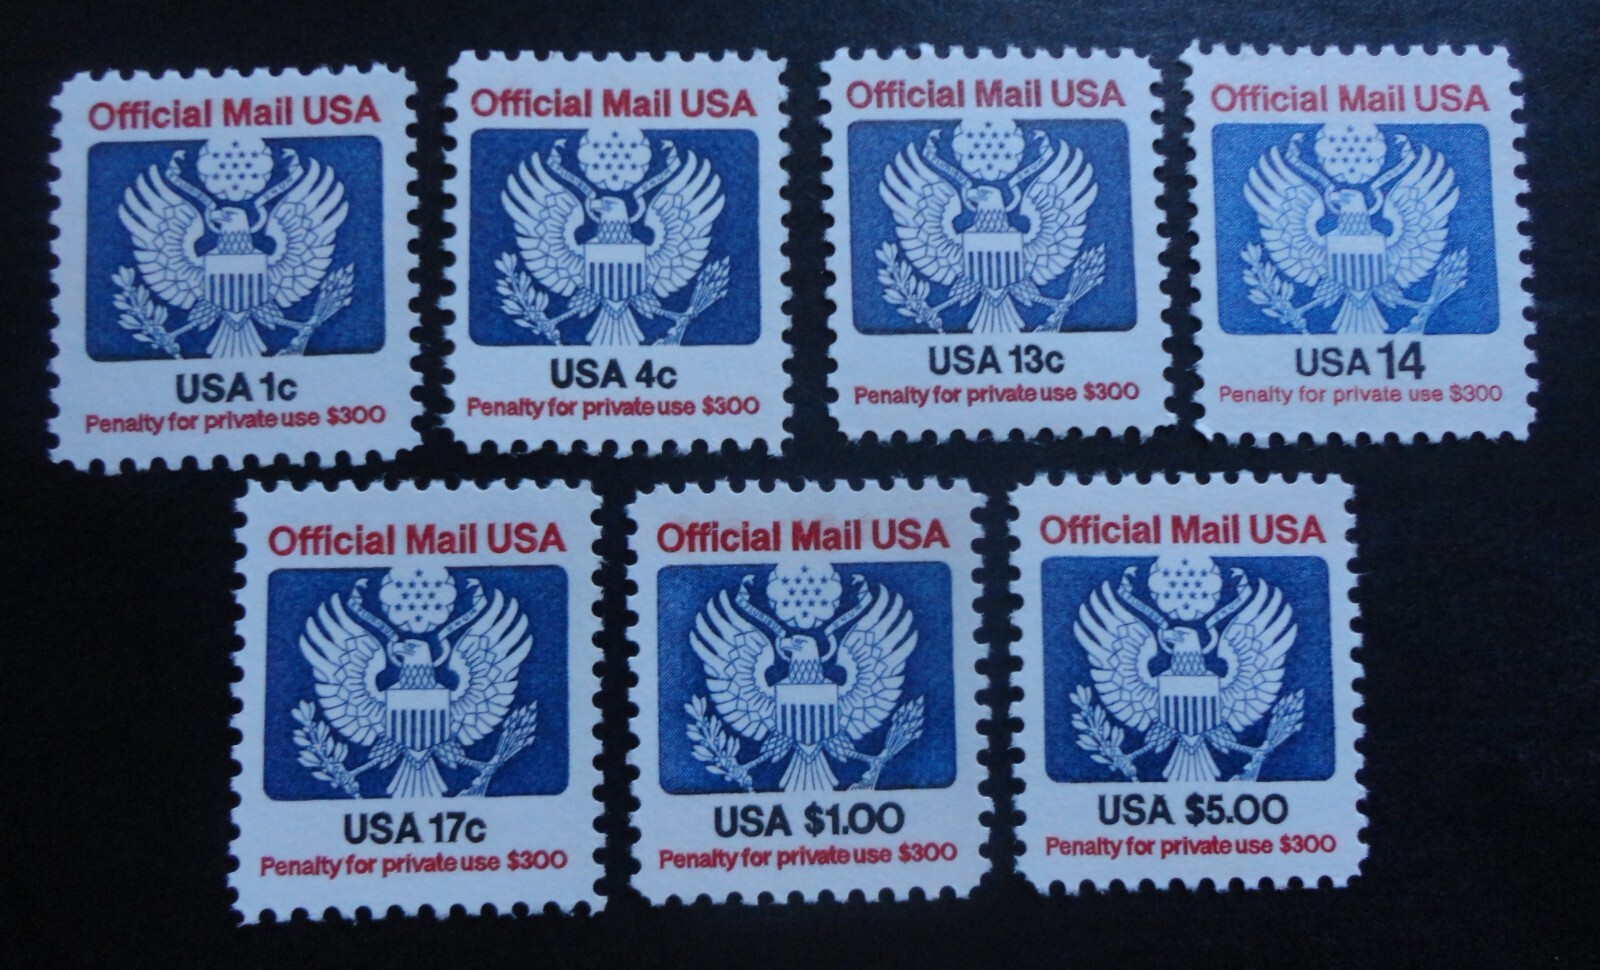 Official Mail USA
USA 1c
Penalty for private use $300
Official Mail USA
USA 4c
Penalty for private use $300
Official Mail USA
USA 13c
Penalty for private use $300
Official Mail USA
USA 14
Penalty for private use $300
Official Mail USA
USA 17c
Penalty for private use $300
Official Mail USA
USA $1.00
Penalty for private use $300
Official Mail USA
USA $5.00
Penalty for private use $300